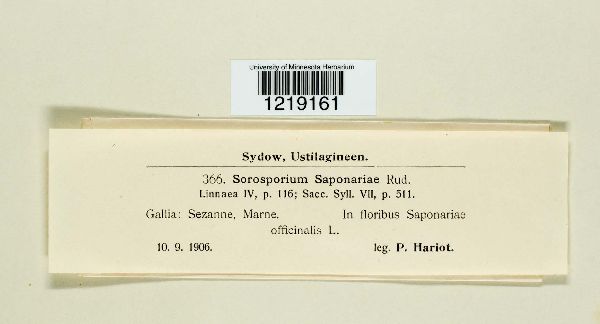 University of Minnesota Herbarium
1219161
Sydow, Ustilagineen.
366. Sorosporium Saponariae Rud.
Linnaea IV, p. 116; Sacc. Syll. VII, p. 511.
Gallia: Sezanne, Marne. In floribus Saponariae
officinalis L.
10. 9. 1906. leg. P. Hariot.